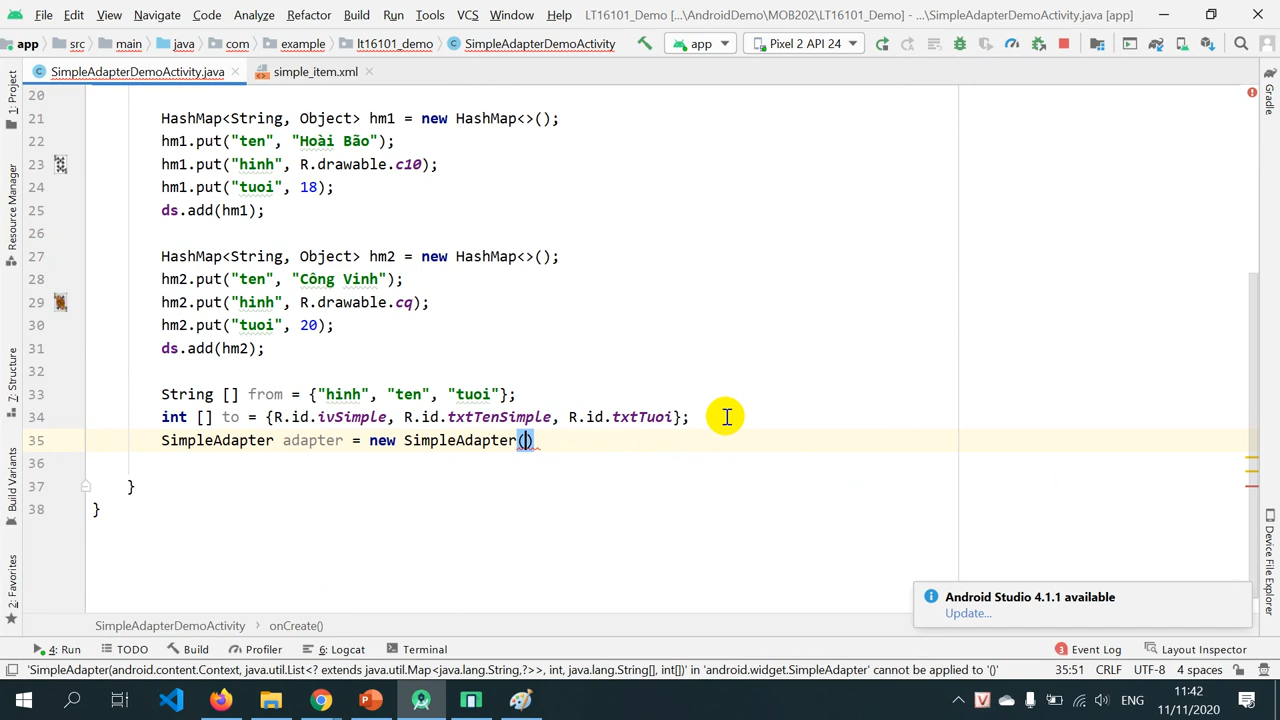 File Edit View Navigate Code Analyze Refactor Build Run Tools VCS Window Help LT16101_Demo [...\AndroidDemo\MOB202\LT16101_Demo] - ...\SimpleAdapterDemoActivity.java [app]
app src main java com example lt16101_demo SimpleAdapterDemoActivity app Pixel 2 API 24
SimpleAdapterDemoActivity.java simple_item.xml
1: Project
Resource Manager
7: Structure
Build Variants
2: Favorites
20
21 HashMap<String, Object> hm1 = new HashMap<>();
22 hm1.put("ten", "Hoài Bão");
23 hm1.put("hinh", R.drawable.c10);
24 hm1.put("tuoi", 18);
25 ds.add(hm1);
26
27 HashMap<String, Object> hm2 = new HashMap<>();
28 hm2.put("ten", "Công Vinh");
29 hm2.put("hinh", R.drawable.cq);
30 hm2.put("tuoi", 20);
31 ds.add(hm2);
32
33 String [] from = {"hinh", "ten", "tuoi"};
34 int [] to = {R.id.ivSimple, R.id.txtTenSimple, R.id.txtTuoi};
35 SimpleAdapter adapter = new SimpleAdapter()
36
37 }
38 }
Gradle
Device File Explorer
Android Studio 4.1.1 available
Update...
SimpleAdapterDemoActivity onCreate()
4: Run TODO Build Profiler 6: Logcat Terminal 3 Event Log Layout Inspector
'SimpleAdapter(android.content.Context, java.util.List<? extends java.util.Map<java.lang.String,?>>, int, java.lang.String[], int[])' in 'android.widget.SimpleAdapter' cannot be applied to '()' 35:51 CRLF UTF-8 4 spaces
ENG 11:42
11/11/2020